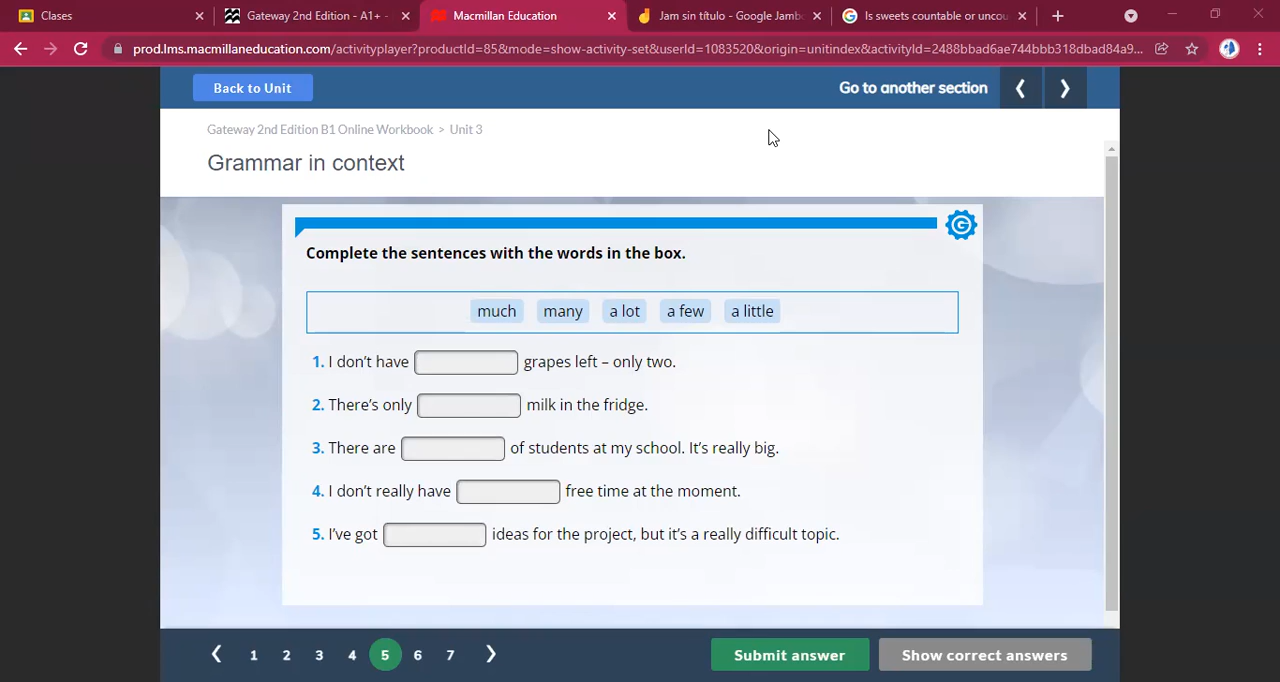 Clases
Gateway 2nd Edition - A1+ -
Macmillan Education
Jam sin título - Google Jamb
Is sweets countable or uncou
prod.lms.macmillaneducation.com/activityplayer?productId=85&mode=show-activity-set&userId=1083520&origin=unitindex&activityId=2488bbad6ae744bbb318dbad84a9...
Back to Unit
Go to another section
Gateway 2nd Edition B1 Online Workbook > Unit 3
Grammar in context
G
Complete the sentences with the words in the box.
much many a lot a few a little
1. I don't have grapes left – only two.
2. There's only milk in the fridge.
3. There are of students at my school. It's really big.
4. I don't really have free time at the moment.
5. I've got ideas for the project, but it's a really difficult topic.
1 2 3 4 5 6 7
Submit answer
Show correct answers